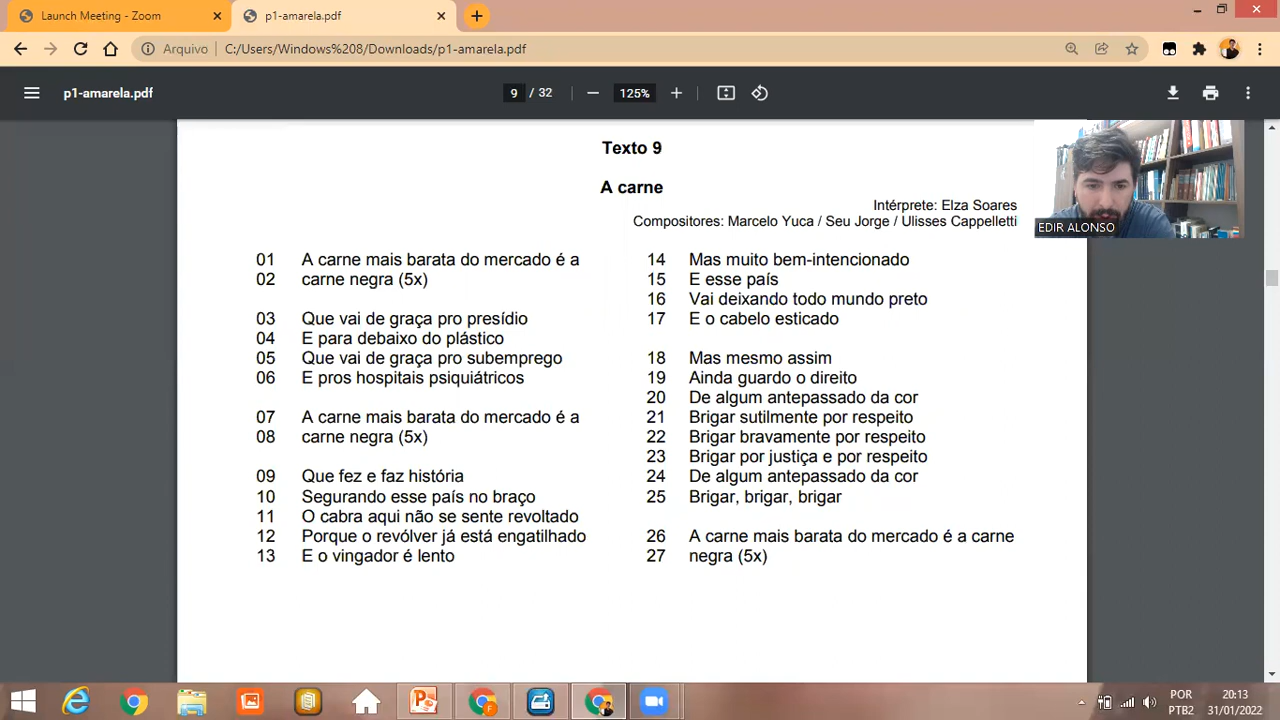 Launch Meeting - Zoom
p1-amarela.pdf
Arquivo
C:/Users/Windows%208/Downloads/p1-amarela.pdf
p1-amarela.pdf
9 / 32
125%
Texto 9
A carne
Intérprete: Elza Soares
Compositores: Marcelo Yuca / Seu Jorge / Ulisses Cappelletti
EDIR ALONSO
01 A carne mais barata do mercado é a
02 carne negra (5x)
03 Que vai de graça pro presídio
04 E para debaixo do plástico
05 Que vai de graça pro subemprego
06 E pros hospitais psiquiátricos
07 A carne mais barata do mercado é a
08 carne negra (5x)
09 Que fez e faz história
10 Segurando esse país no braço
11 O cabra aqui não se sente revoltado
12 Porque o revólver já está engatilhado
13 E o vingador é lento
14 Mas muito bem-intencionado
15 E esse país
16 Vai deixando todo mundo preto
17 E o cabelo esticado
18 Mas mesmo assim
19 Ainda guardo o direito
20 De algum antepassado da cor
21 Brigar sutilmente por respeito
22 Brigar bravamente por respeito
23 Brigar por justiça e por respeito
24 De algum antepassado da cor
25 Brigar, brigar, brigar
26 A carne mais barata do mercado é a carne
27 negra (5x)
POR
PTB2
20:13
31/01/2022